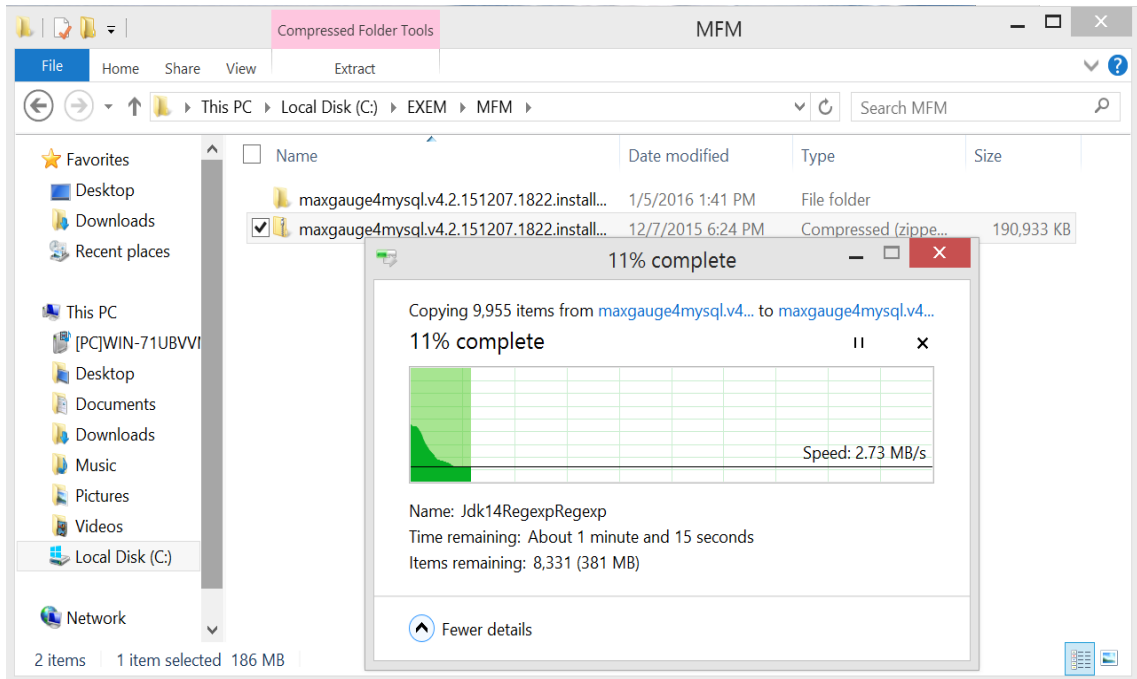 Compressed Folder Tools
MFM
File Home Share View Extract
This PC Local Disk (C:) EXEM MFM
Search MFM
Favorites
Desktop
Downloads
Recent places
This PC
[PC]WIN-71UBVV
Desktop
Documents
Downloads
Music
Pictures
Videos
Local Disk (C:)
Network
Name Date modified Type Size
maxgauge4mysql.v4.2.151207.1822.install... 1/5/2016 1:41 PM File folder
maxgauge4mysql.v4.2.151207.1822.install... 12/7/2015 6:24 PM Compressed (zippe... 190,933 KB
11% complete
Copying 9,955 items from maxgauge4mysql.v4... to maxgauge4mysql.v4...
11% complete
Speed: 2.73 MB/s
Name: Jdk14RegexpRegexp
Time remaining: About 1 minute and 15 seconds
Items remaining: 8,331 (381 MB)
Fewer details
2 items 1 item selected 186 MB